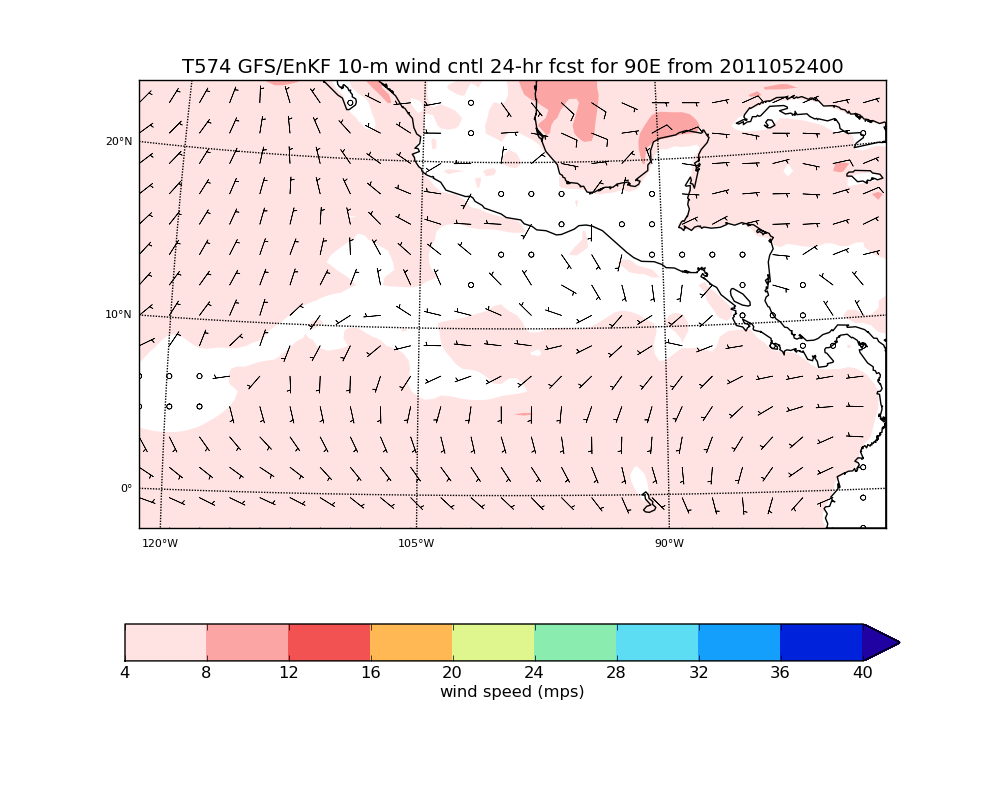 T574 GFS/EnKF 10-m wind cntl 24-hr fcst for 90E from 2011052400
20°N
10°N
0°
120°W 105°W 90°W
4 8 12 16 20 24 28 32 36 40
wind speed (mps)